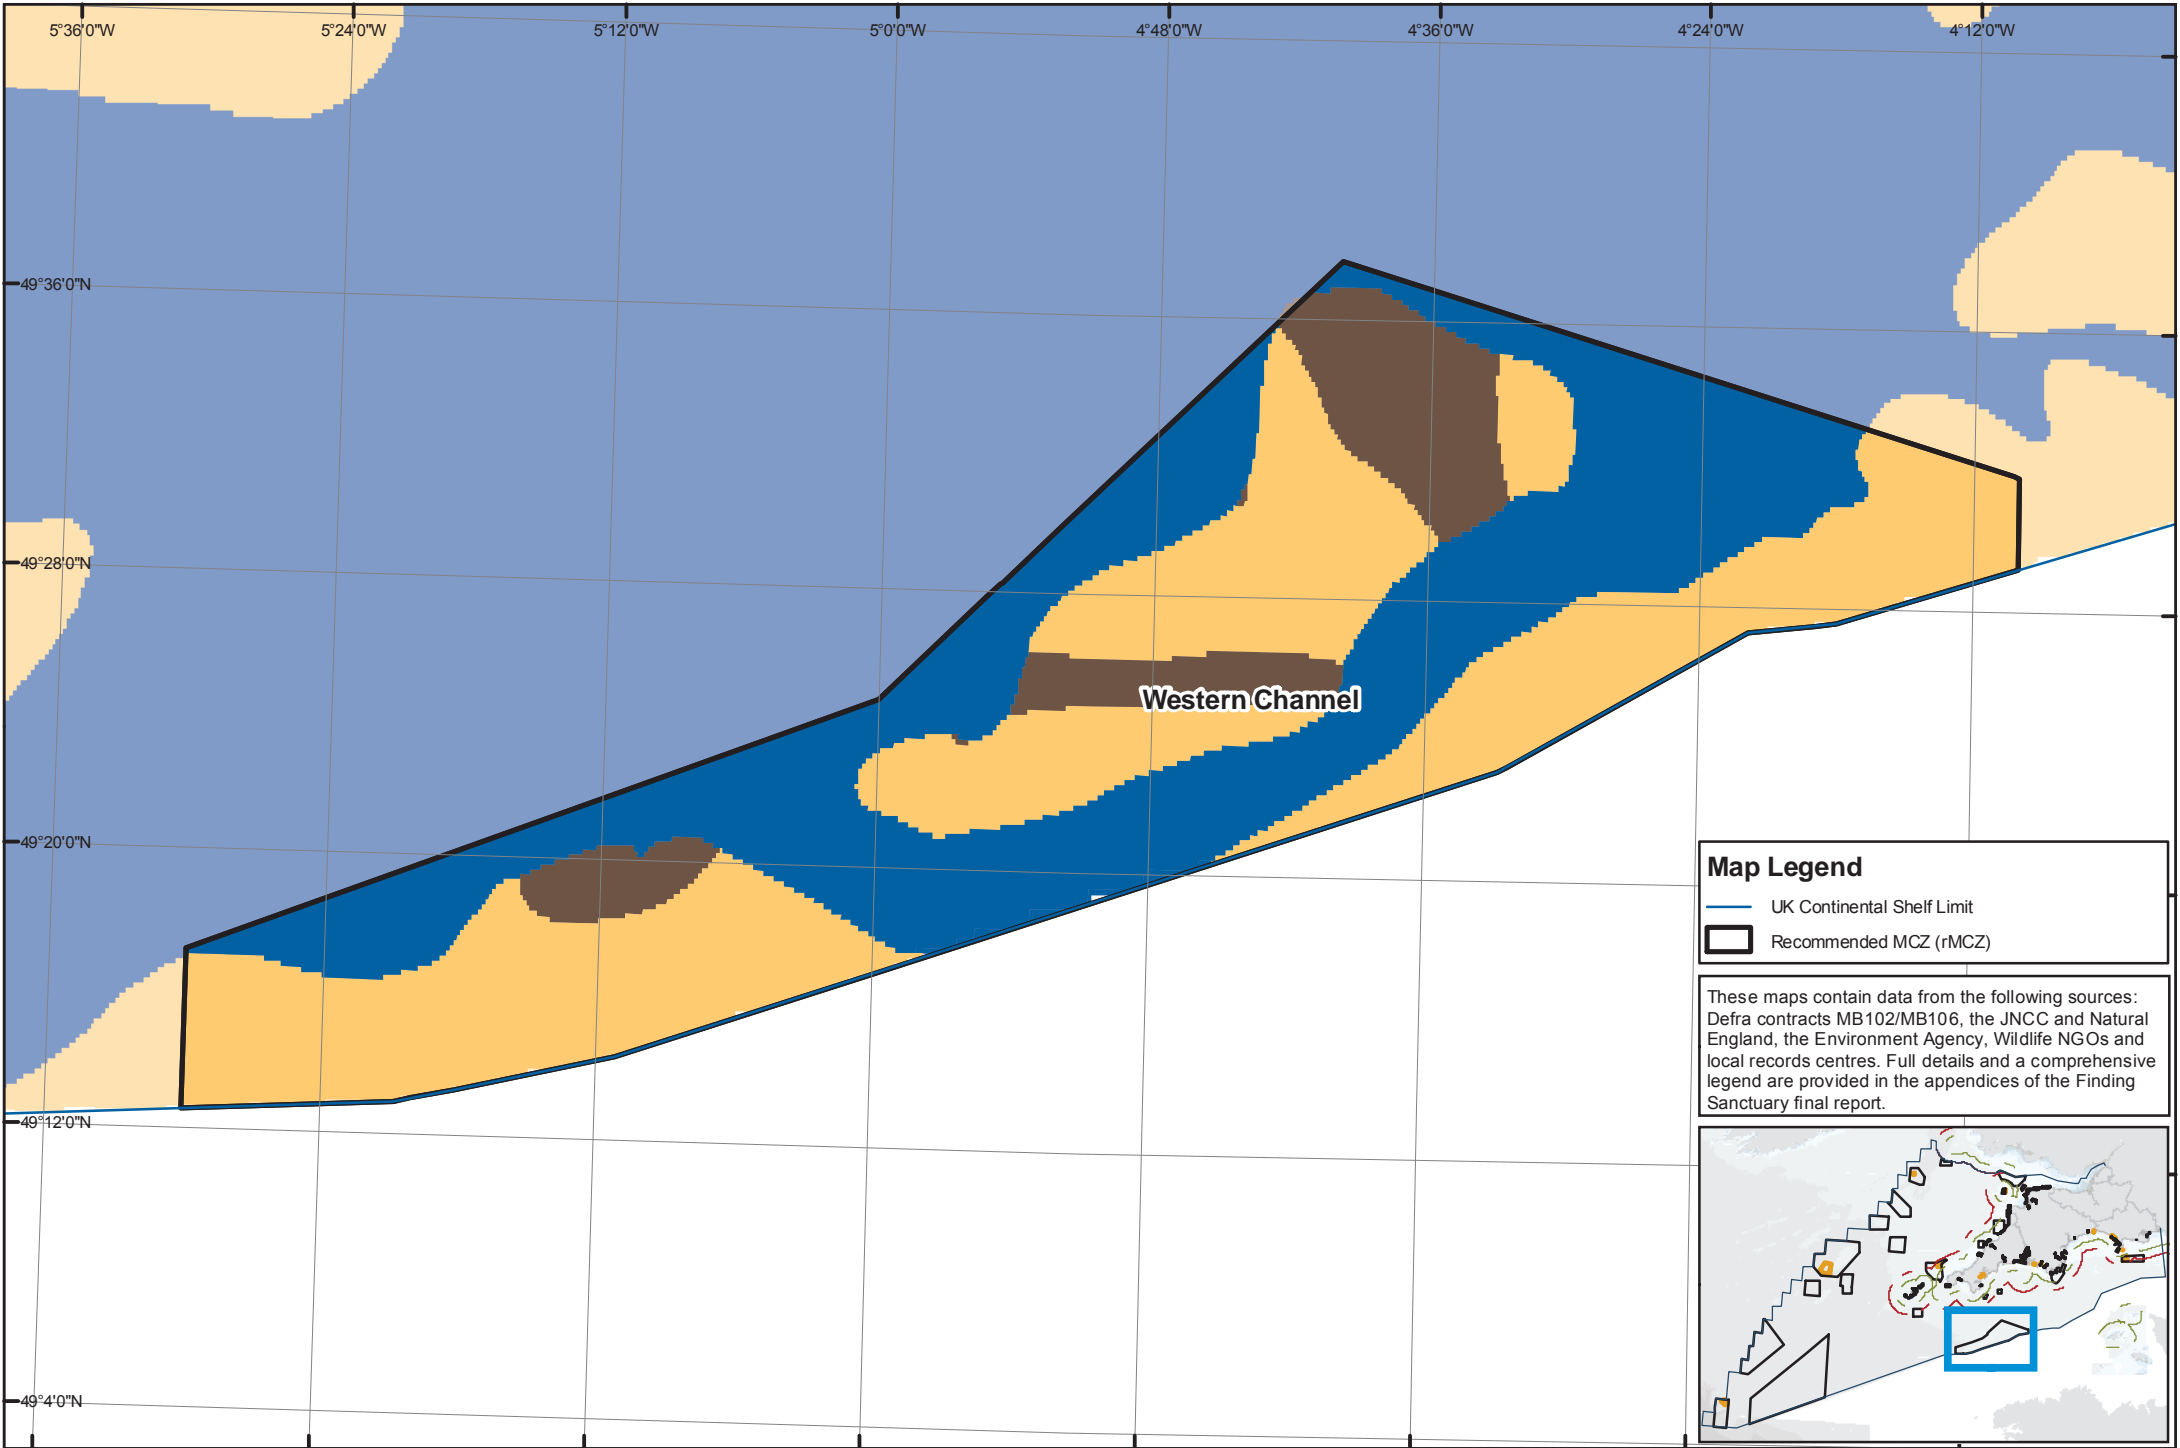 5°36'0"W 5°24'0"W 5°12'0"W 5°0'0"W 4°48'0"W 4°36'0"W 4°24'0"W 4°12'0"W
49°36'0"N
49°28'0"N
Western Channel
49°20'0"N
49°12'0"N
49°4'0"N
Map Legend
UK Continental Shelf Limit
Recommended MCZ (rMCZ)
These maps contain data from the following sources:
Defra contracts MB102/MB106, the JNCC and Natural
England, the Environment Agency, Wildlife NGOs and
local records centres. Full details and a comprehensive
legend are provided in the appendices of the Finding
Sanctuary final report.